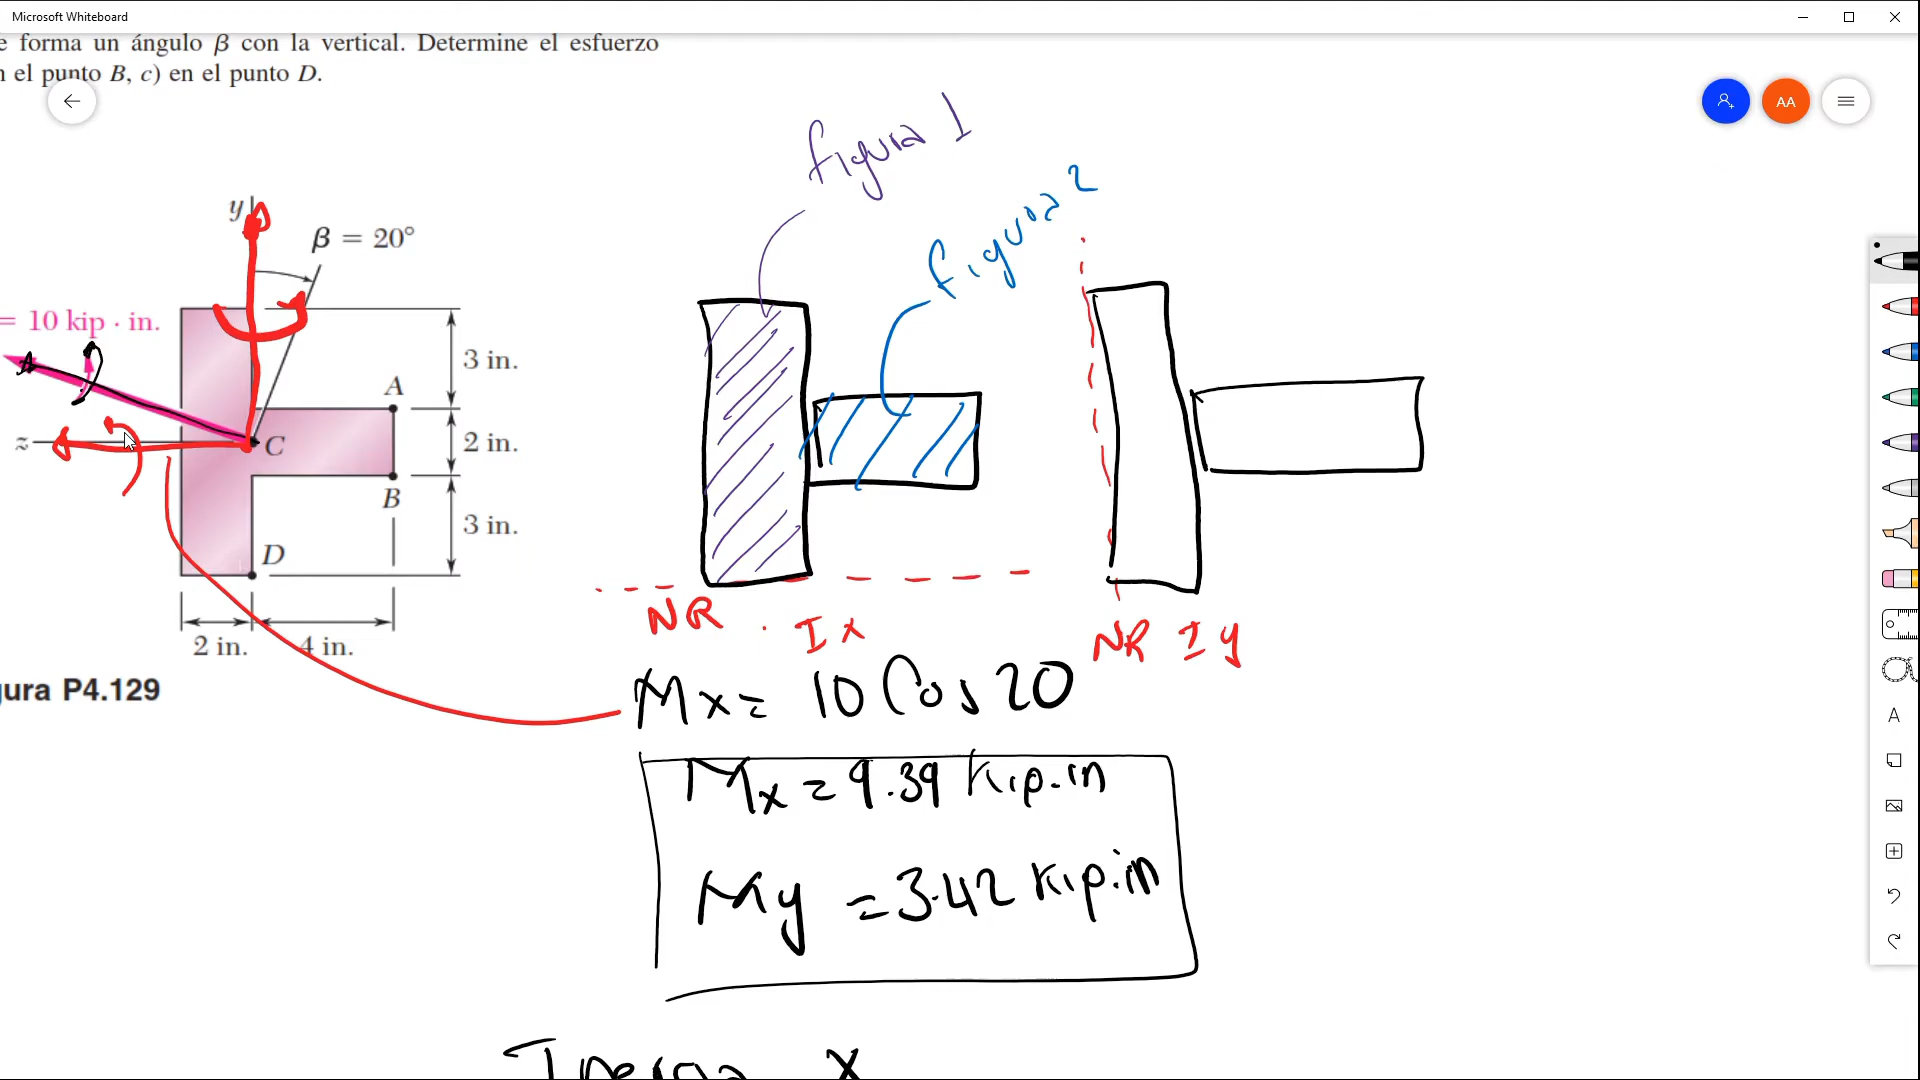 Microsoft Whiteboard
e forma un ángulo β con la vertical. Determine el esfuerzo
n el punto B, c) en el punto D.
AA
figura 1
figura 2
y
β = 20°
= 10 kip · in.
3 in.
A
z
C
2 in.
B
3 in.
D
2 in.
4 in.
NR . Ix
NR Iy
ura P4.129
Mx = 10 Cos 20
Mx = 9.39 Kip.in
My = 3.42 Kip.in
x
A